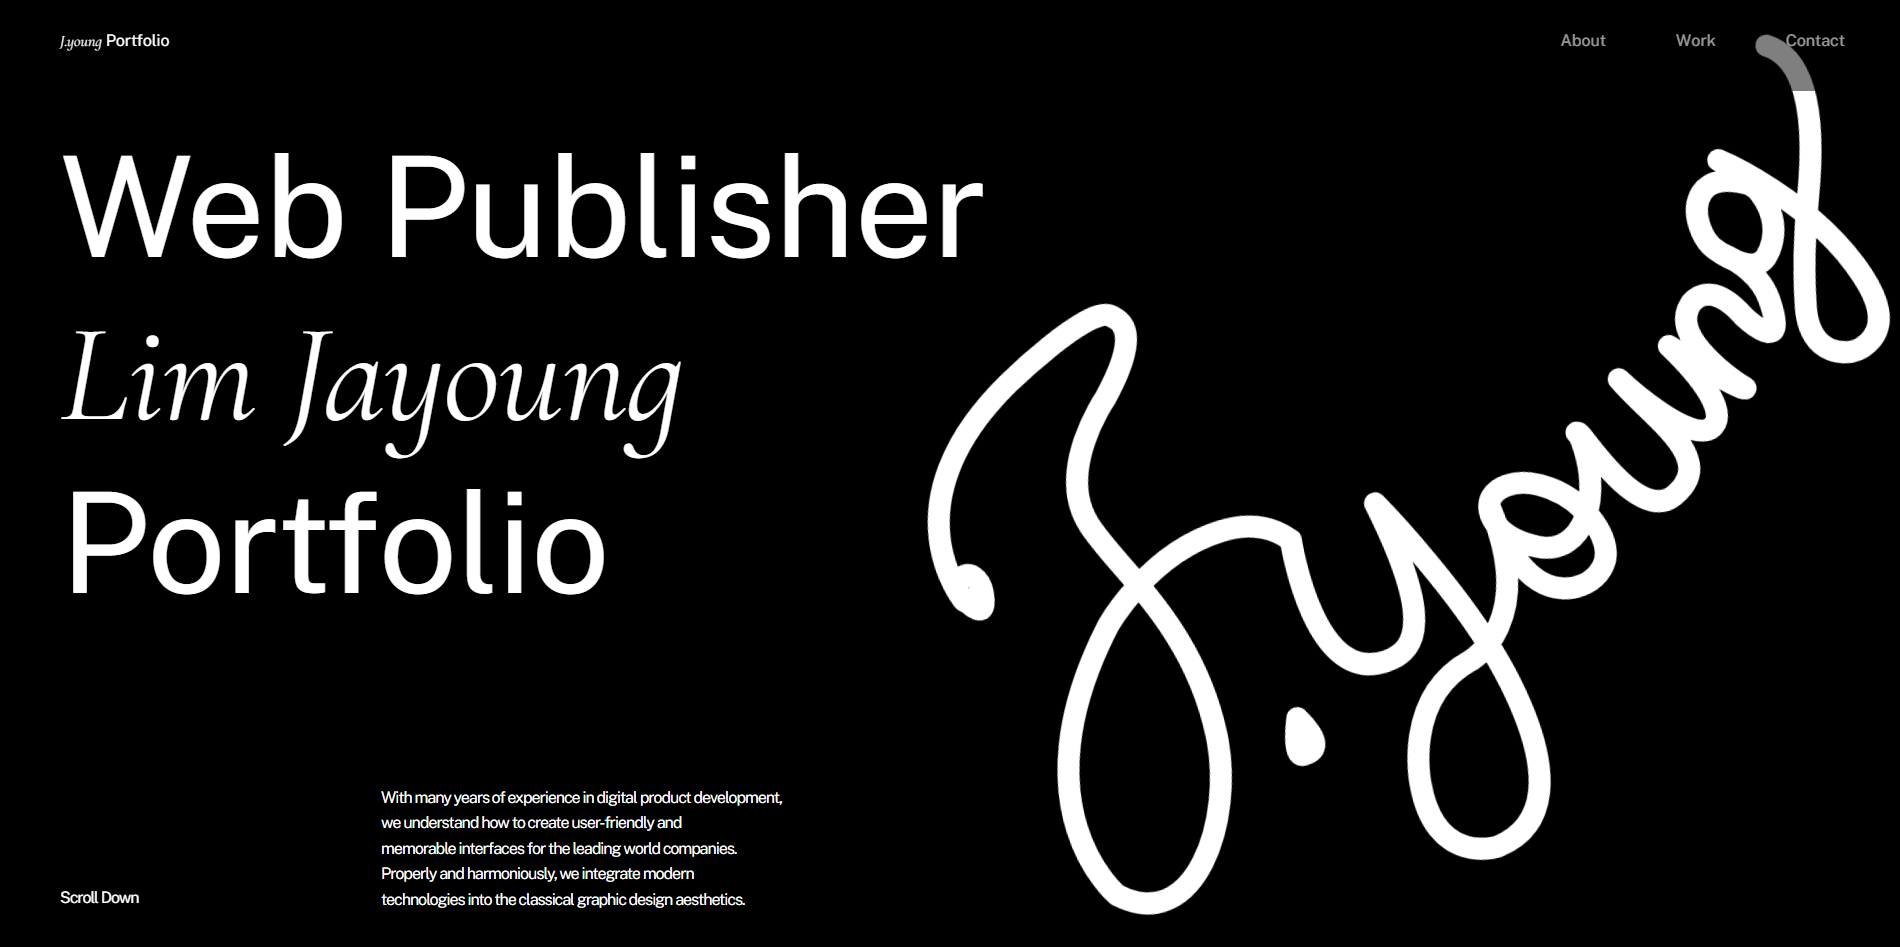 J.young Portfolio
About
Work
Contact
Web Publisher
Lim Jayoung
Portfolio
J.young
With many years of experience in digital product development,
we understand how to create user-friendly and
memorable interfaces for the leading world companies.
Properly and harmoniously, we integrate modern
technologies into the classical graphic design aesthetics.
Scroll Down